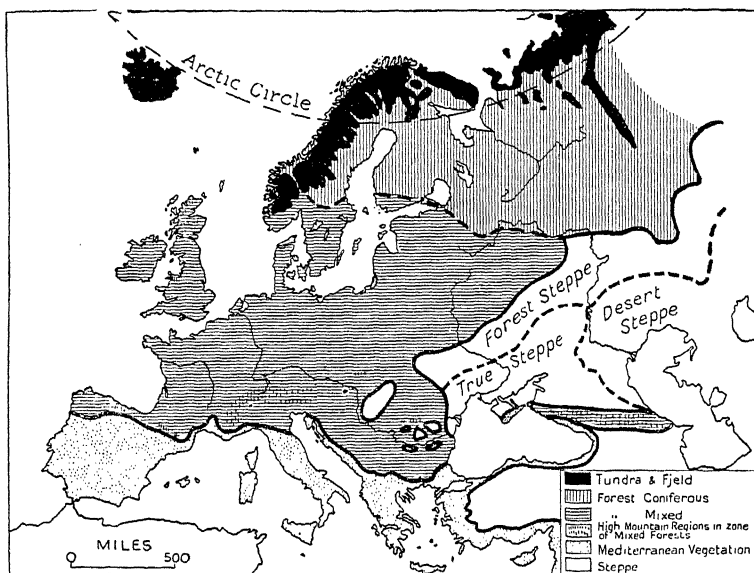 Arctic Circle
Forest Steppe
True Steppe
Desert
Steppe
Tundra & Fjeld
Forest Coniferous
" Mixed
High Mountain Regions in zone
of Mixed Forests
Mediterranean Vegetation
Steppe
MILES
0 500